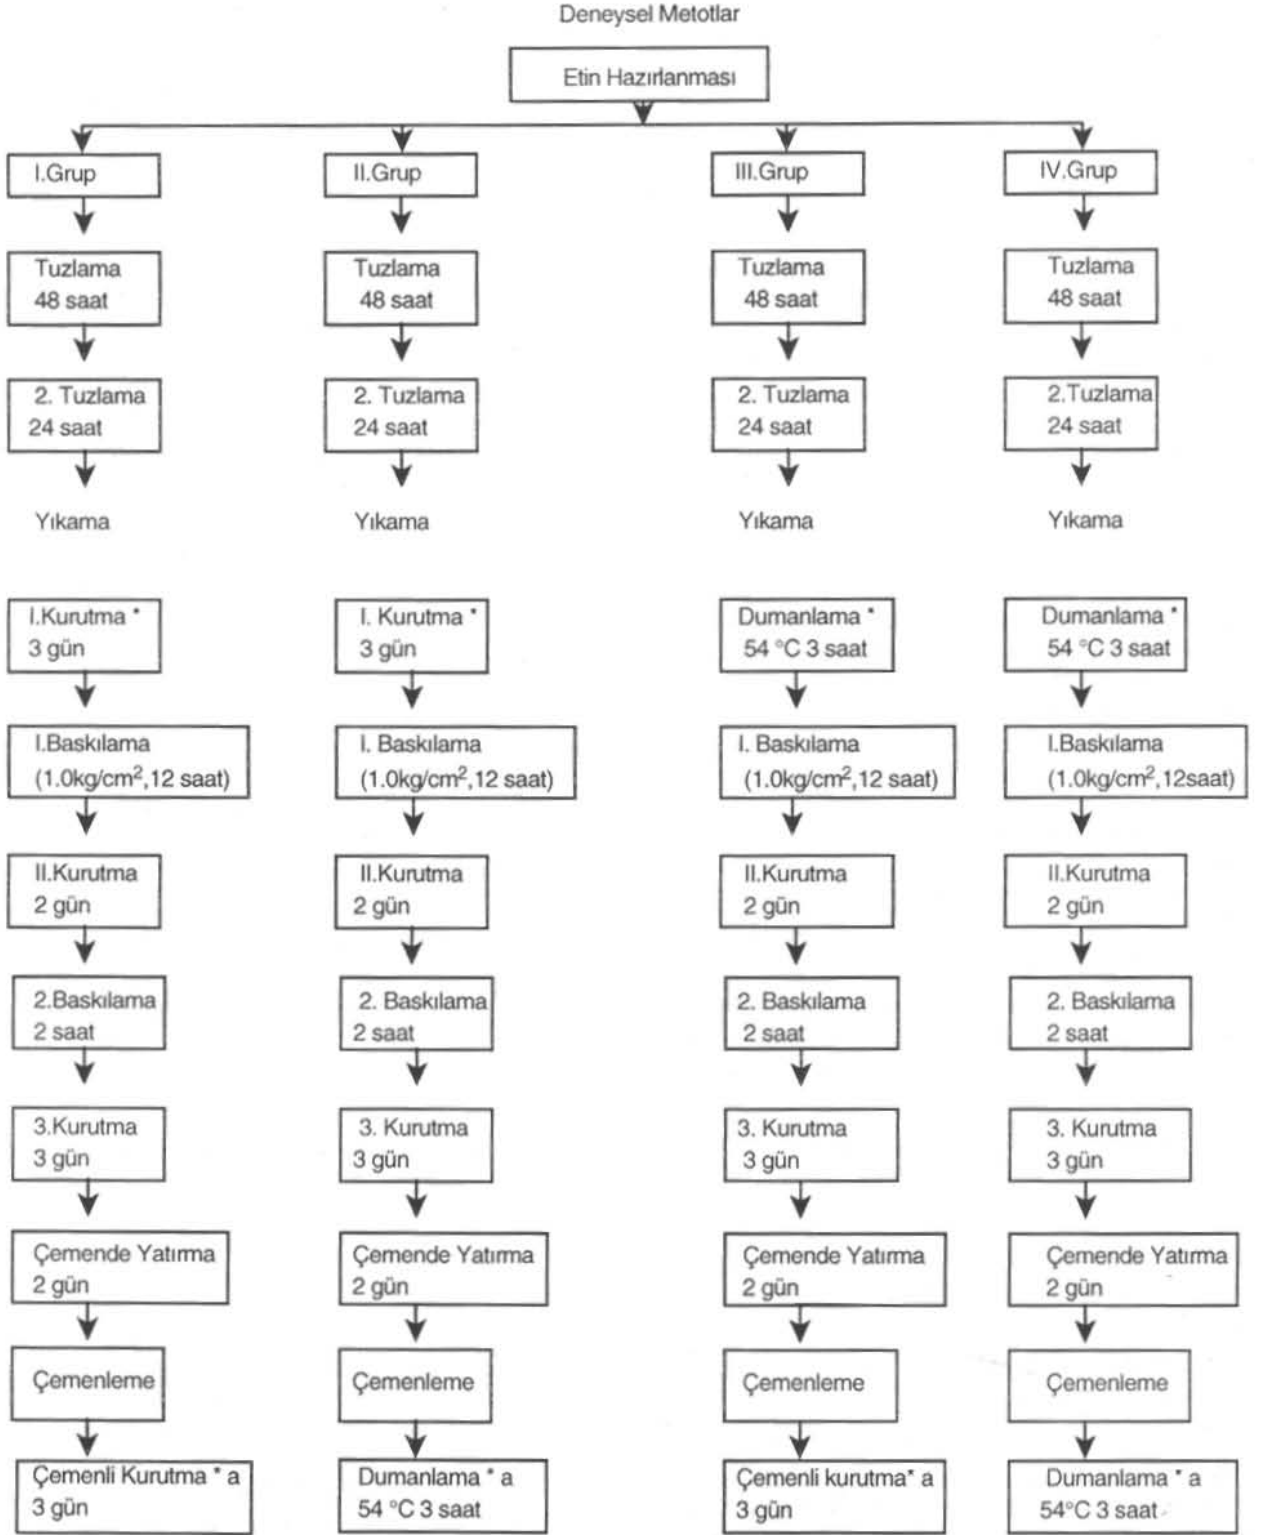 Deneysel Metotlar
Etin Hazırlanması
I.Grup
II.Grup
III.Grup
IV.Grup
Tuzlama
48 saat
Tuzlama
48 saat
Tuzlama
48 saat
Tuzlama
48 saat
2. Tuzlama
24 saat
2. Tuzlama
24 saat
2. Tuzlama
24 saat
2.Tuzlama
24 saat
Yıkama
Yıkama
Yıkama
Yıkama
I.Kurutma *
3 gün
I. Kurutma *
3 gün
Dumanlama *
54 °C 3 saat
Dumanlama *
54 °C 3 saat
I.Baskılama
(1.0kg/cm²,12 saat)
I. Baskılama
(1.0kg/cm²,12 saat)
I. Baskılama
(1.0kg/cm²,12 saat)
I.Baskılama
(1.0kg/cm²,12saat)
II.Kurutma
2 gün
II.Kurutma
2 gün
II.Kurutma
2 gün
II.Kurutma
2 gün
2.Baskılama
2 saat
2. Baskılama
2 saat
2. Baskılama
2 saat
2. Baskılama
2 saat
3.Kurutma
3 gün
3. Kurutma
3 gün
3. Kurutma
3 gün
3. Kurutma
3 gün
Çemende Yatırma
2 gün
Çemende Yatırma
2 gün
Çemende Yatırma
2 gün
Çemende Yatırma
2 gün
Çemenleme
Çemenleme
Çemenleme
Çemenleme
Çemenli Kurutma * a
3 gün
Dumanlama * a
54 °C 3 saat
Çemenli kurutma* a
3 gün
Dumanlama * a
54°C 3 saat